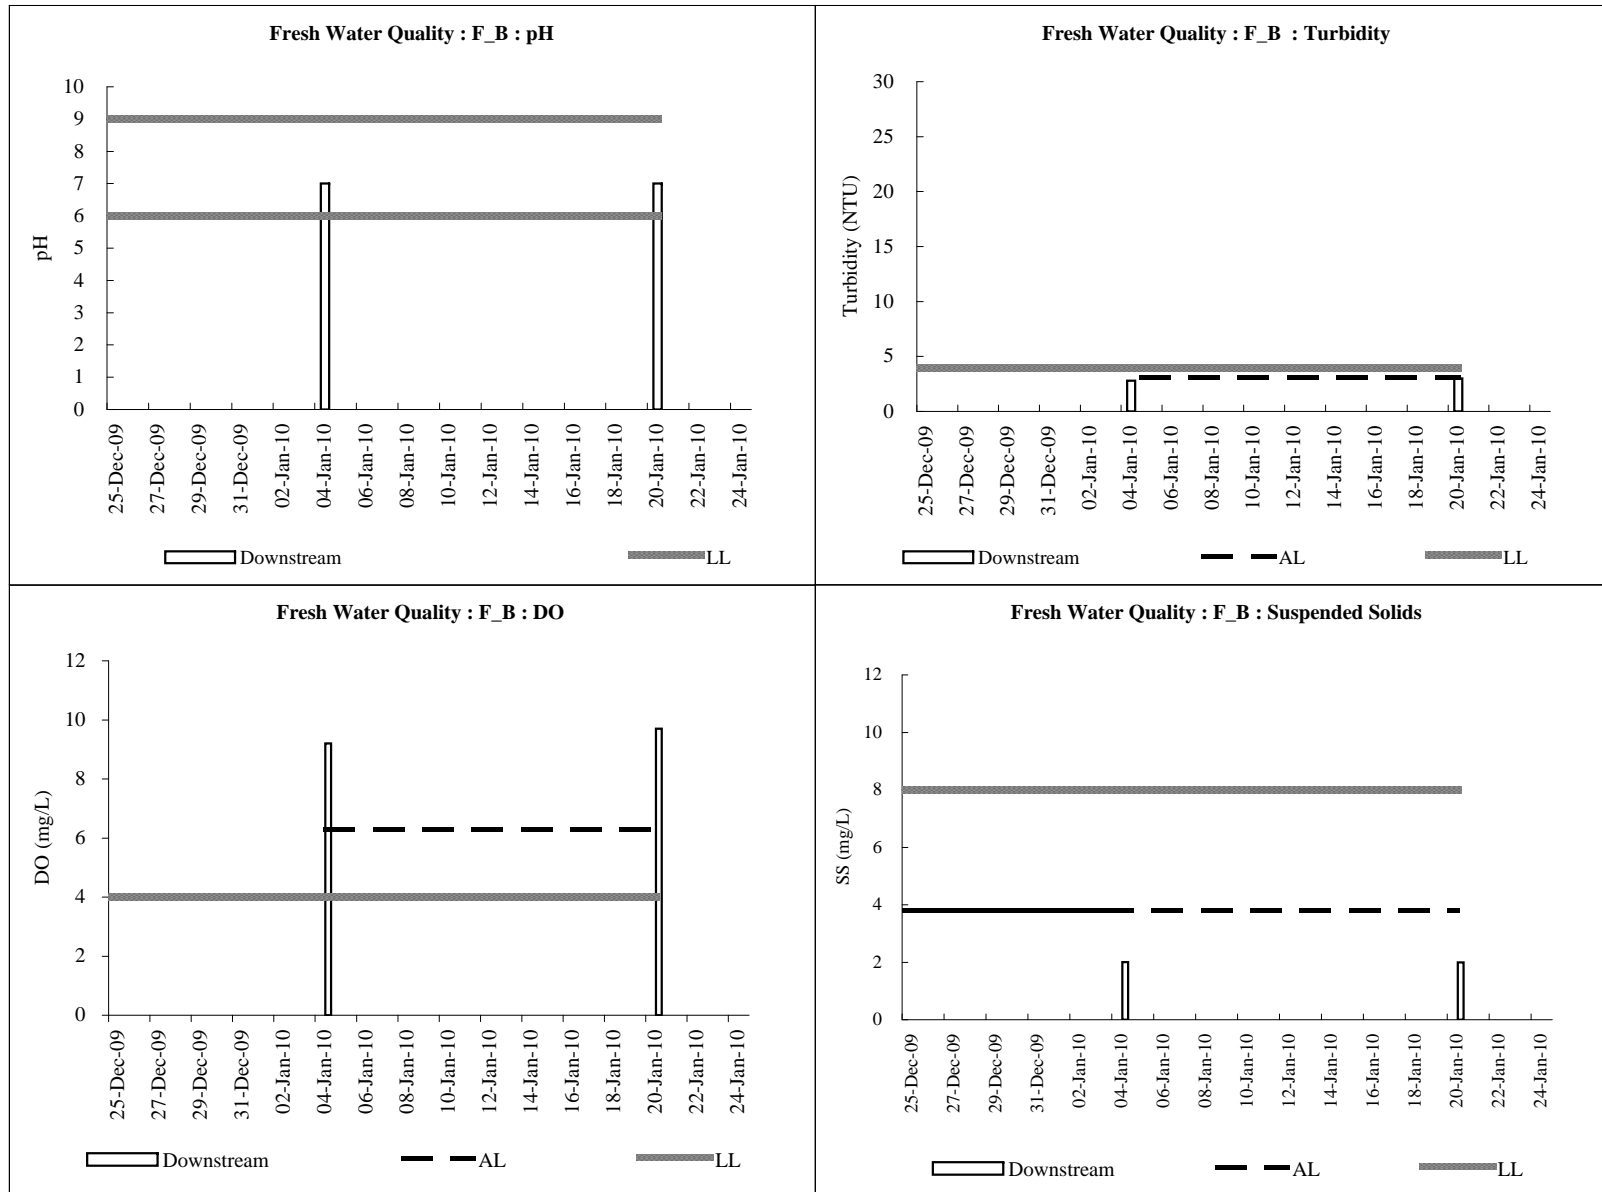 Fresh Water Quality : F_B : pH
10
9
8
7
6
5
4
3
2
1
0
pH
25-Dec-09
27-Dec-09
29-Dec-09
31-Dec-09
02-Jan-10
04-Jan-10
06-Jan-10
08-Jan-10
10-Jan-10
12-Jan-10
14-Jan-10
16-Jan-10
18-Jan-10
20-Jan-10
22-Jan-10
24-Jan-10
Downstream LL
Fresh Water Quality : F_B : Turbidity
30
25
20
15
10
5
0
Turbidity (NTU)
25-Dec-09
27-Dec-09
29-Dec-09
31-Dec-09
02-Jan-10
04-Jan-10
06-Jan-10
08-Jan-10
10-Jan-10
12-Jan-10
14-Jan-10
16-Jan-10
18-Jan-10
20-Jan-10
22-Jan-10
24-Jan-10
Downstream AL LL
Fresh Water Quality : F_B : DO
12
10
8
6
4
2
0
DO (mg/L)
25-Dec-09
27-Dec-09
29-Dec-09
31-Dec-09
02-Jan-10
04-Jan-10
06-Jan-10
08-Jan-10
10-Jan-10
12-Jan-10
14-Jan-10
16-Jan-10
18-Jan-10
20-Jan-10
22-Jan-10
24-Jan-10
Downstream AL LL
Fresh Water Quality : F_B : Suspended Solids
12
10
8
6
4
2
0
SS (mg/L)
25-Dec-09
27-Dec-09
29-Dec-09
31-Dec-09
02-Jan-10
04-Jan-10
06-Jan-10
08-Jan-10
10-Jan-10
12-Jan-10
14-Jan-10
16-Jan-10
18-Jan-10
20-Jan-10
22-Jan-10
24-Jan-10
Downstream AL LL